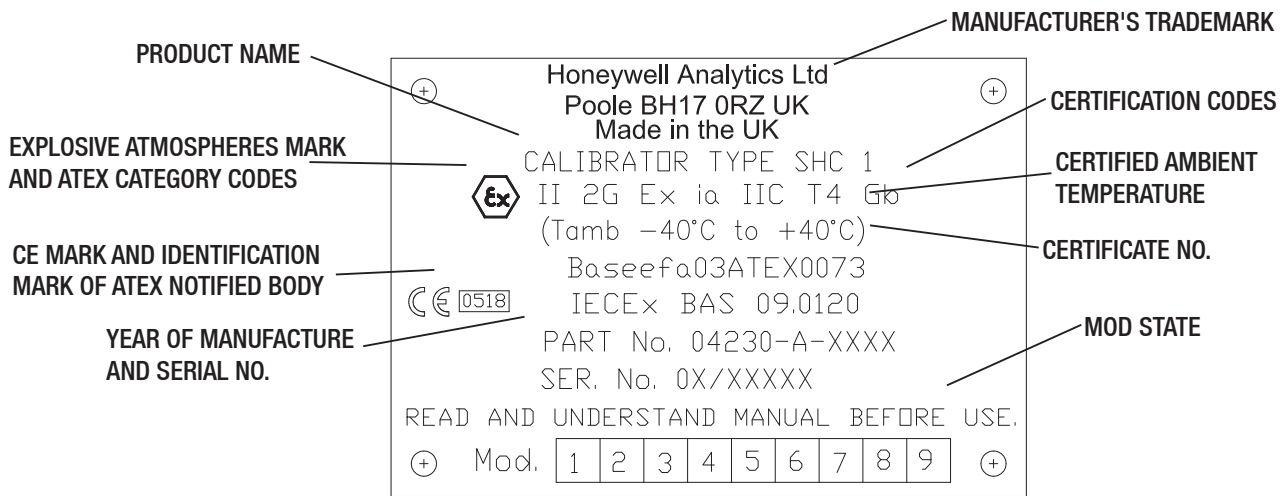 MANUFACTURER'S TRADEMARK
PRODUCT NAME
Honeywell Analytics Ltd
Poole BH17 0RZ UK
Made in the UK
CERTIFICATION CODES
EXPLOSIVE ATMOSPHERES MARK
AND ATEX CATEGORY CODES
CALIBRATOR TYPE SHC 1
CERTIFIED AMBIENT
TEMPERATURE
Ex II 2G Ex ia IIC T4 Gb
(Tamb -40°C to +40°C)
CERTIFICATE NO.
CE MARK AND IDENTIFICATION
MARK OF ATEX NOTIFIED BODY
Baseefa03ATEX0073
CE 0518 IECEx BAS 09.0120
YEAR OF MANUFACTURE
AND SERIAL NO.
MOD STATE
PART No. 04230-A-XXXX
SER. No. 0X/XXXXX
READ AND UNDERSTAND MANUAL BEFORE USE.
Mod. 1 2 3 4 5 6 7 8 9